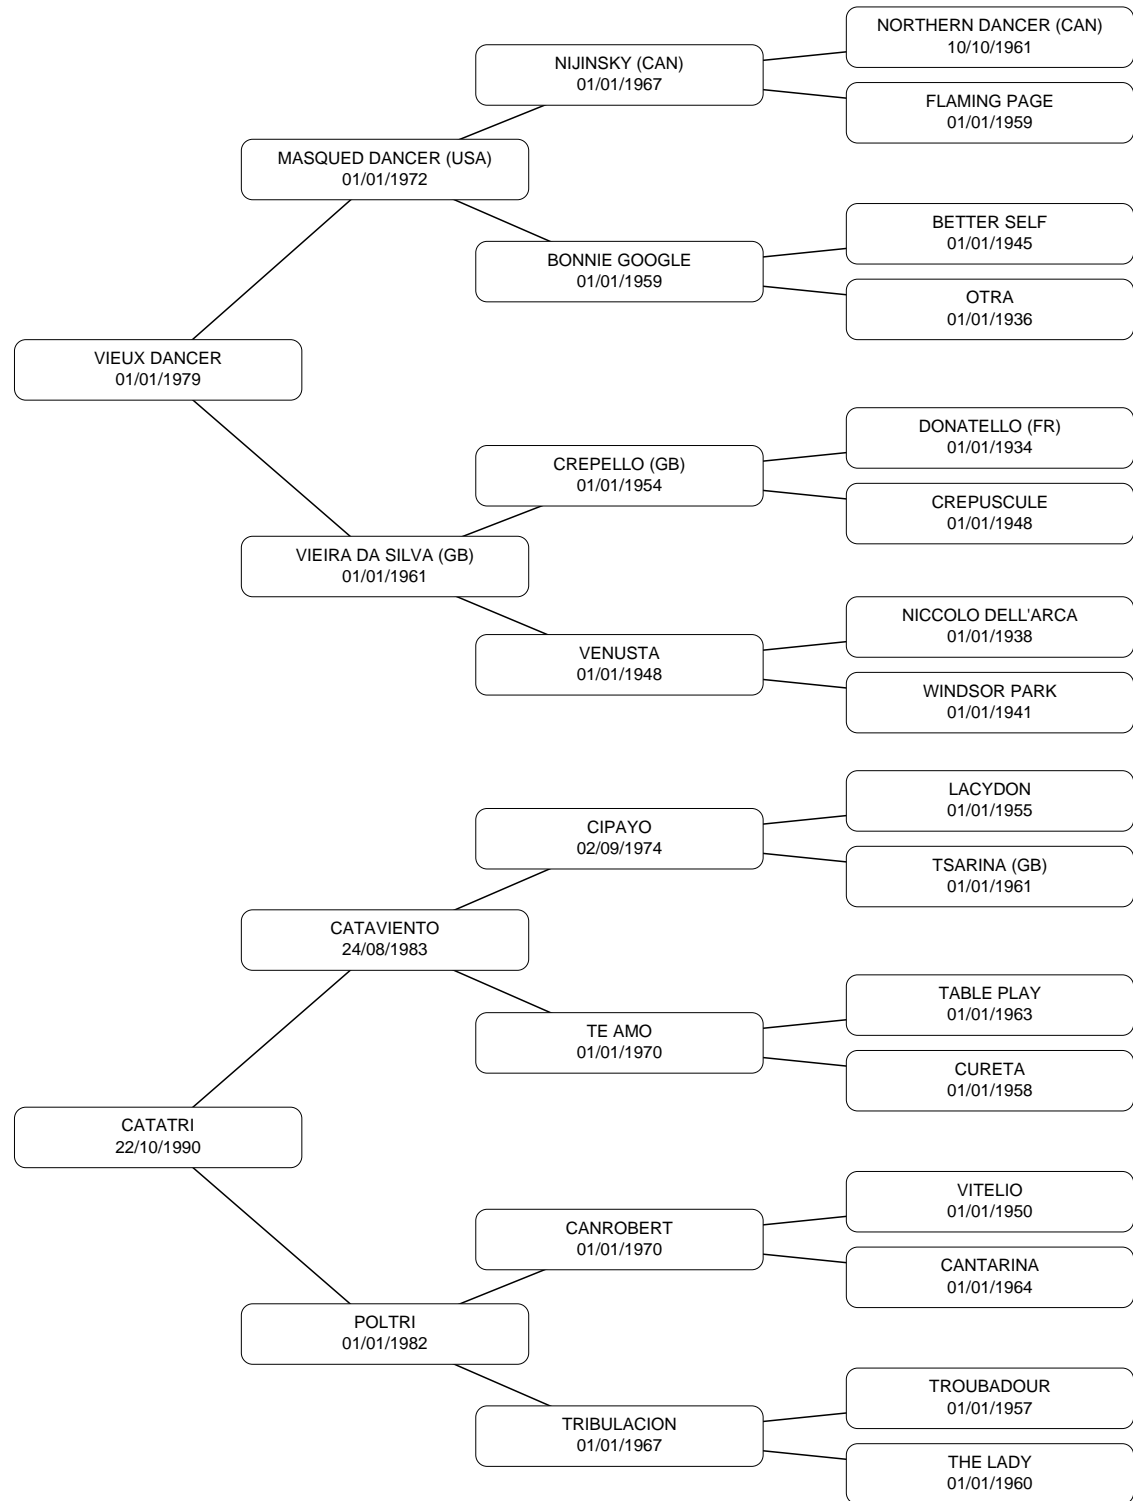 NORTHERN DANCER (CAN)
10/10/1961
NIJINSKY (CAN)
01/01/1967
FLAMING PAGE
01/01/1959
MASQUED DANCER (USA)
01/01/1972
BETTER SELF
01/01/1945
BONNIE GOOGLE
01/01/1959
OTRA
01/01/1936
VIEUX DANCER
01/01/1979
DONATELLO (FR)
01/01/1934
CREPELLO (GB)
01/01/1954
CREPUSCULE
01/01/1948
VIEIRA DA SILVA (GB)
01/01/1961
NICCOLO DELL'ARCA
01/01/1938
VENUSTA
01/01/1948
WINDSOR PARK
01/01/1941
LACYDON
01/01/1955
CIPAYO
02/09/1974
TSARINA (GB)
01/01/1961
CATAVIENTO
24/08/1983
TABLE PLAY
01/01/1963
TE AMO
01/01/1970
CURETA
01/01/1958
CATATRI
22/10/1990
VITELIO
01/01/1950
CANROBERT
01/01/1970
CANTARINA
01/01/1964
POLTRI
01/01/1982
TROUBADOUR
01/01/1957
TRIBULACION
01/01/1967
THE LADY
01/01/1960